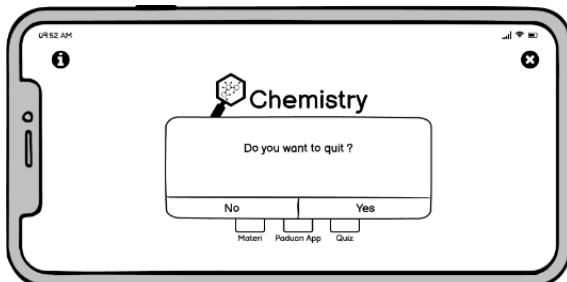 09:52 AM
Chemistry
Do you want to quit ?
No Yes
Materi Paduan App Quiz